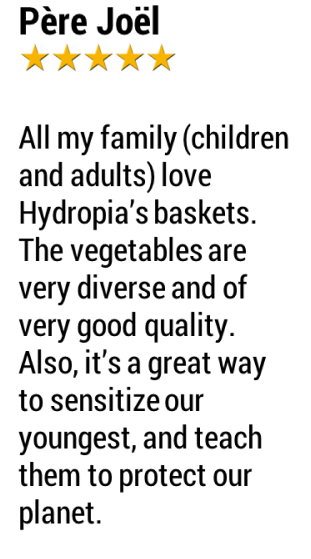 Père Joël
All my family (children
and adults) love
Hydropia's baskets.
The vegetables are
very diverse and of
very good quality.
Also, it's a great way
to sensitize our
youngest, and teach
them to protect our
planet.